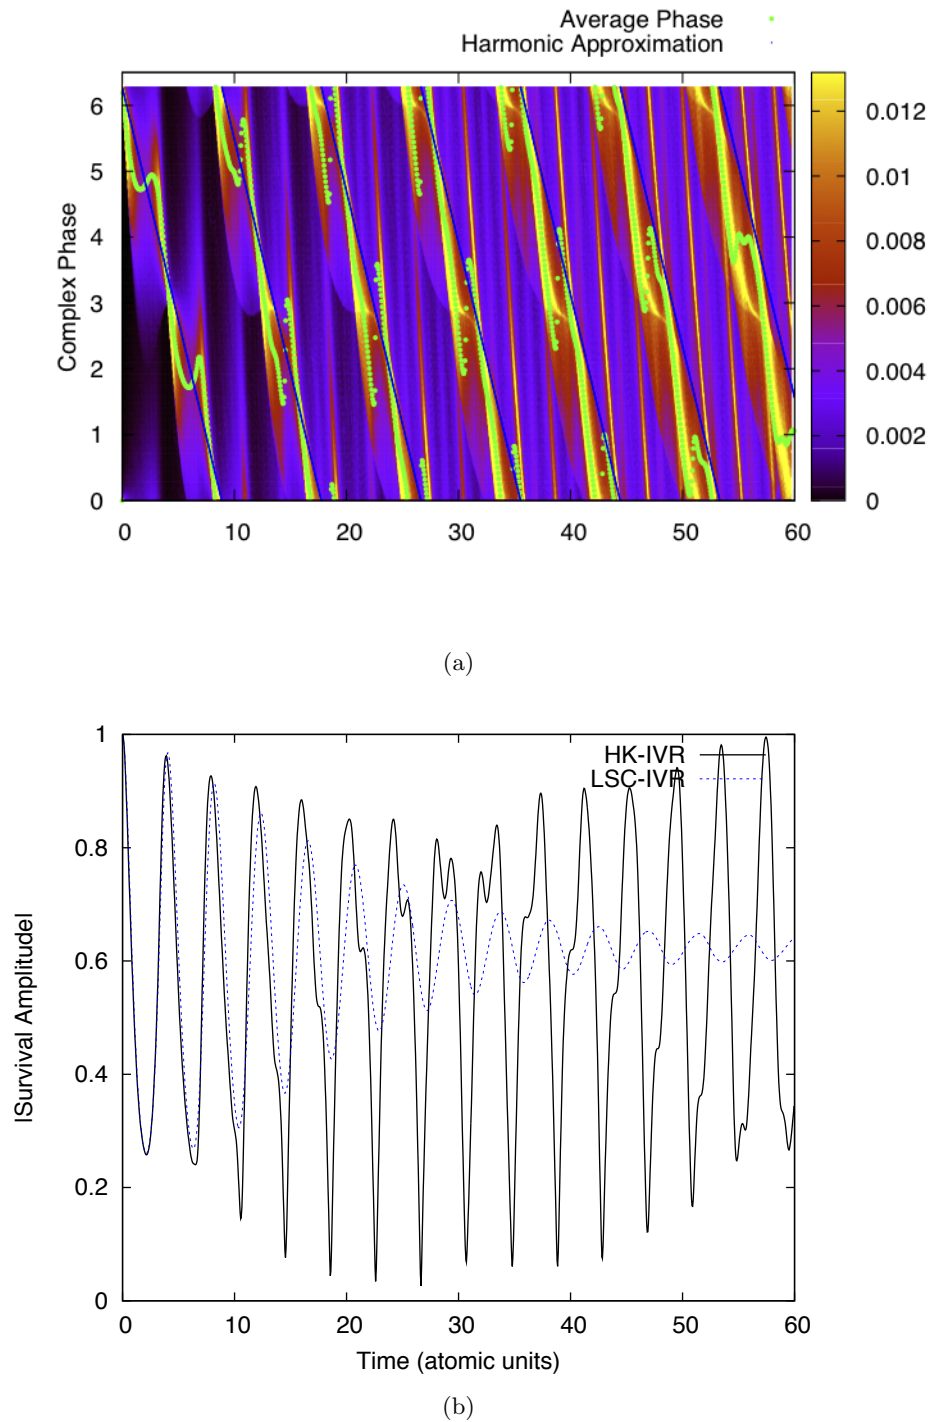 Average Phase
Harmonic Approximation
Complex Phase
6
5
4
3
2
1
0
0 10 20 30 40 50 60
0.012
0.01
0.008
0.006
0.004
0.002
0
(a)
|Survival Amplitude|
1
0.8
0.6
0.4
0.2
0
HK-IVR
LSC-IVR
0 10 20 30 40 50 60
Time (atomic units)
(b)